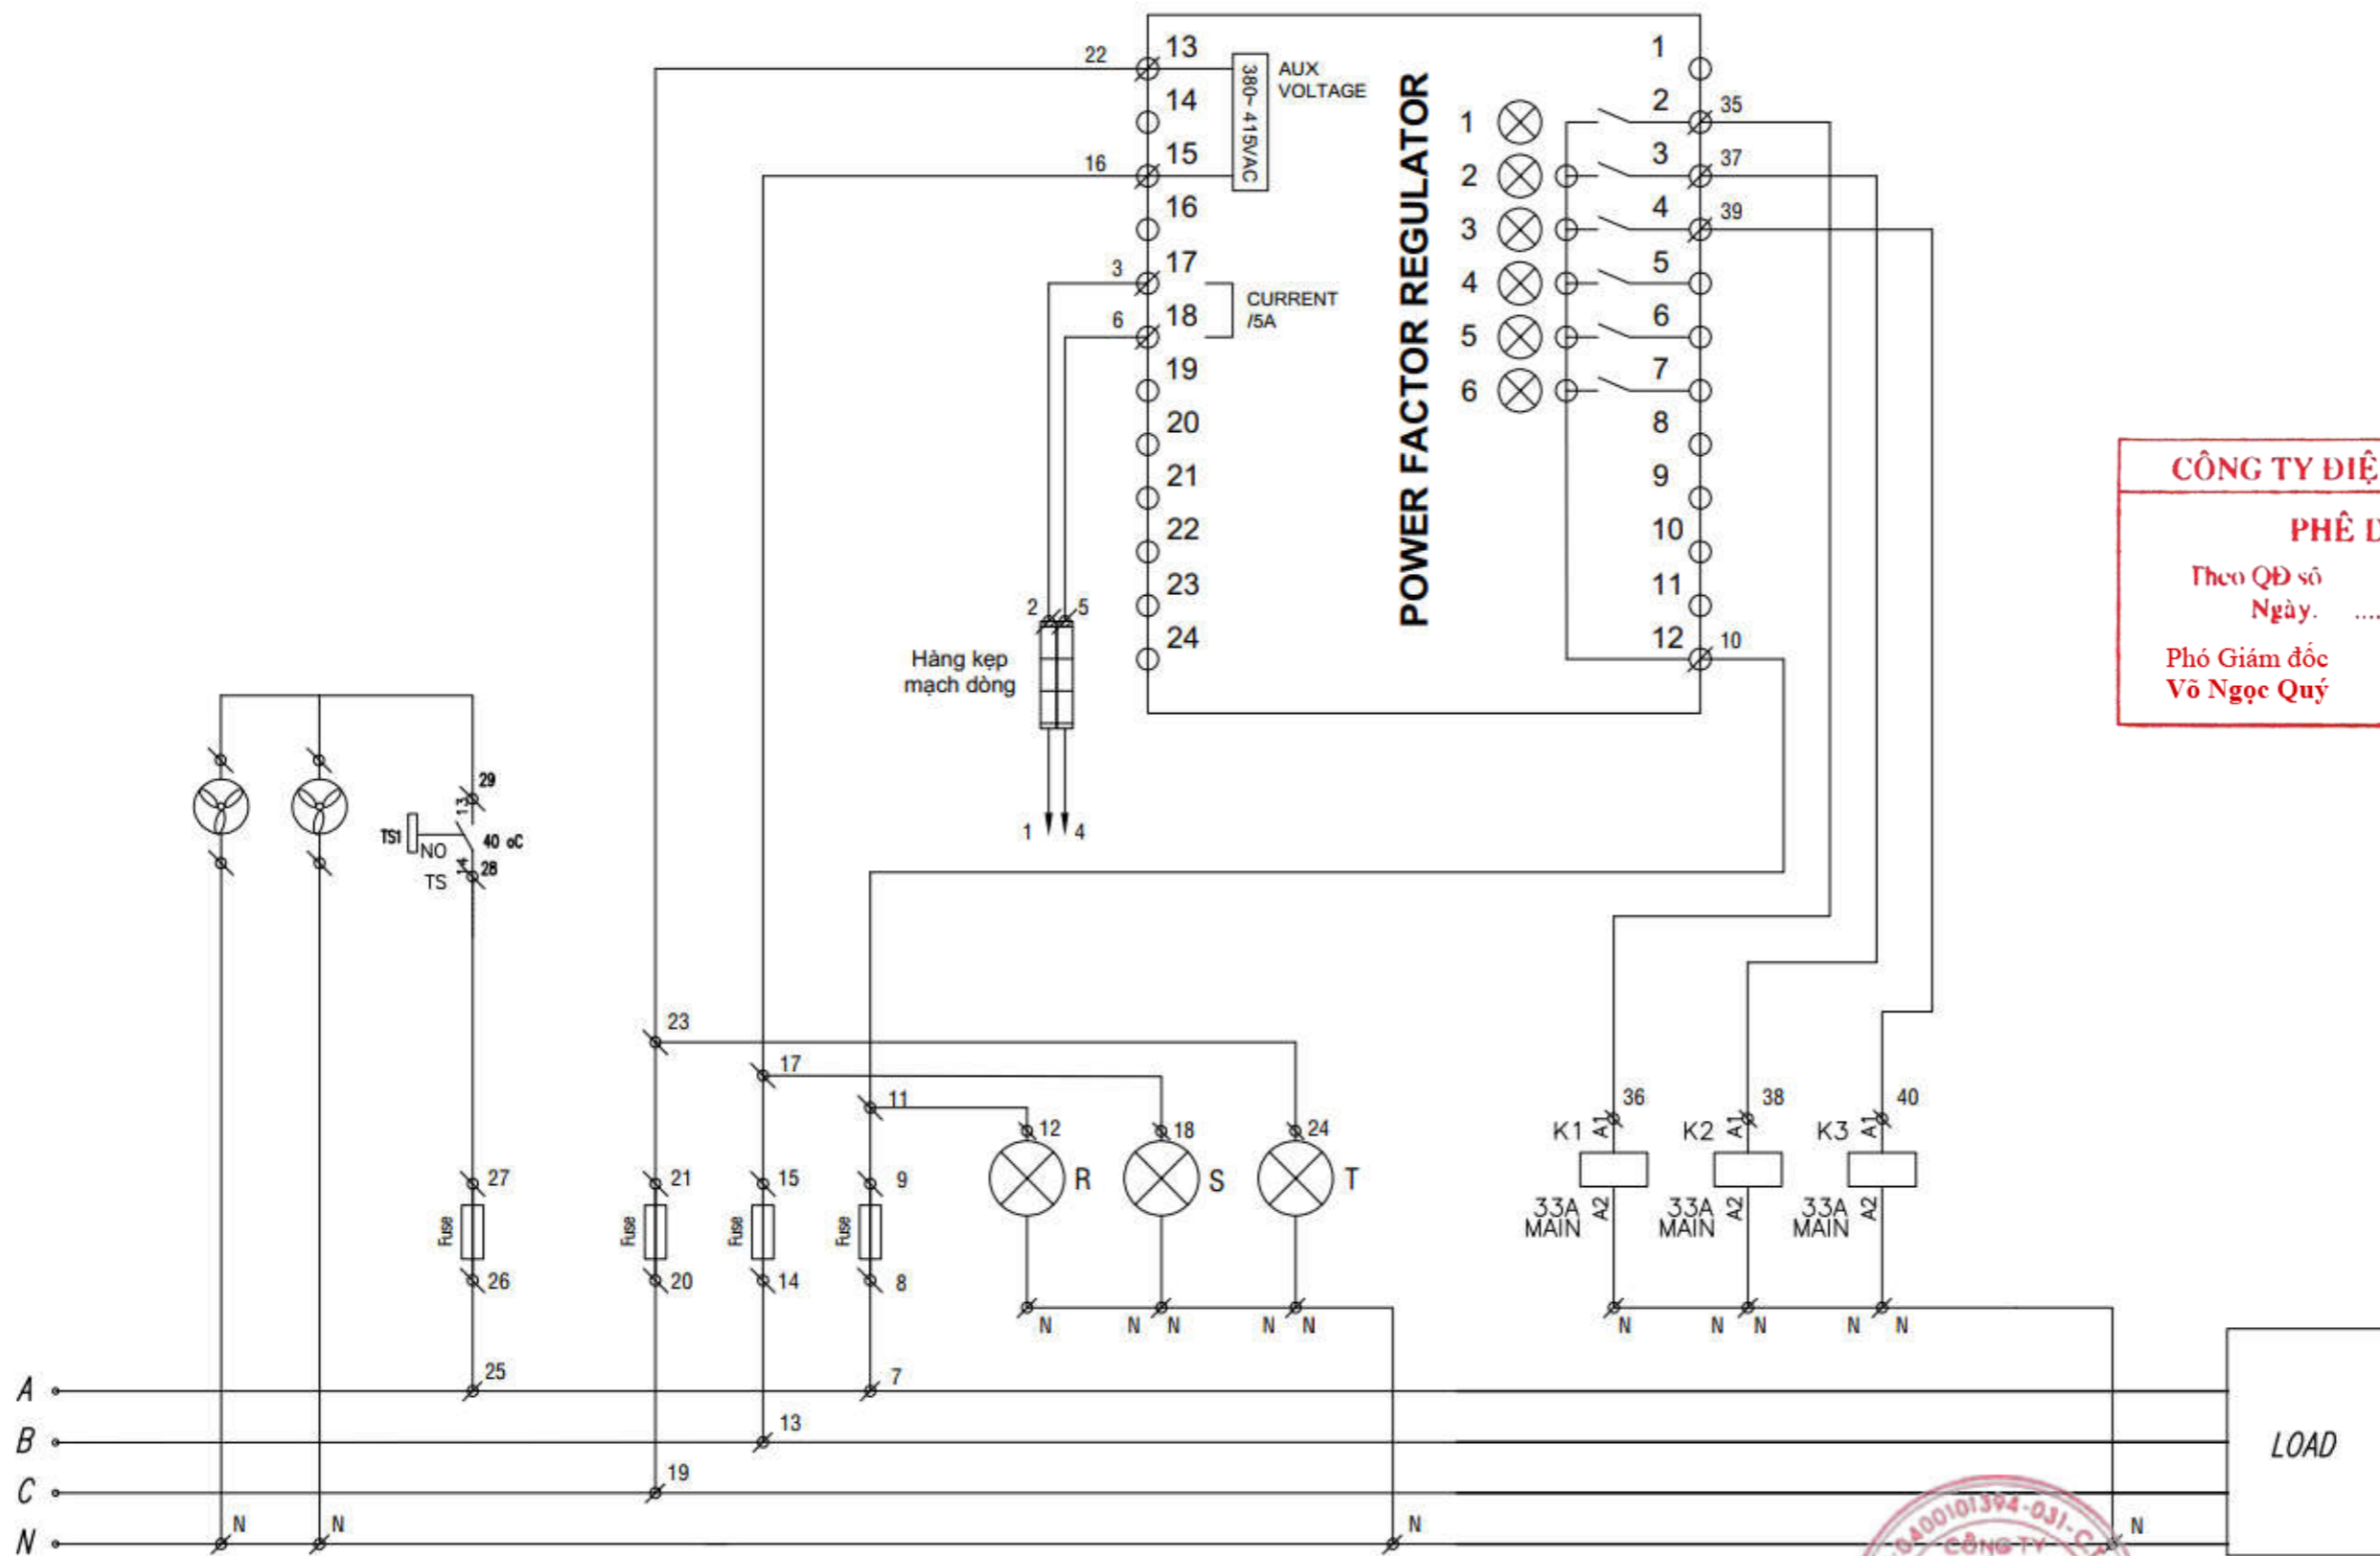 22
13
380~ 415VAC
AUX
VOLTAGE
14
16
15
16
3
17
CURRENT
/5A
6
18
19
20
21
22
23
24
POWER FACTOR REGULATOR
1
2
3
4
5
6
1
2
35
3
37
4
39
5
6
7
8
9
10
11
12
10
CÔNG TY ĐIỆ
PHÊ D
Theo QĐ số
Ngày. ....
Phó Giám đốc
Võ Ngọc Quý
2
5
Hàng kẹp
mạch dòng
1
4
29
13
TS1
NO
40 oC
14
28
TS
23
17
11
12
18
24
R
S
T
27
21
15
9
Fuse
Fuse
Fuse
Fuse
26
20
14
8
36
38
40
K1
A1
K2
A1
K3
A1
33A
MAIN
A2
33A
MAIN
A2
33A
MAIN
A2
N
N
N
N
N
N
N
N
N
N
25
7
A
13
B
19
C
N
N
N
N
N
LOAD
0400101394-031-C
CÔNG TY